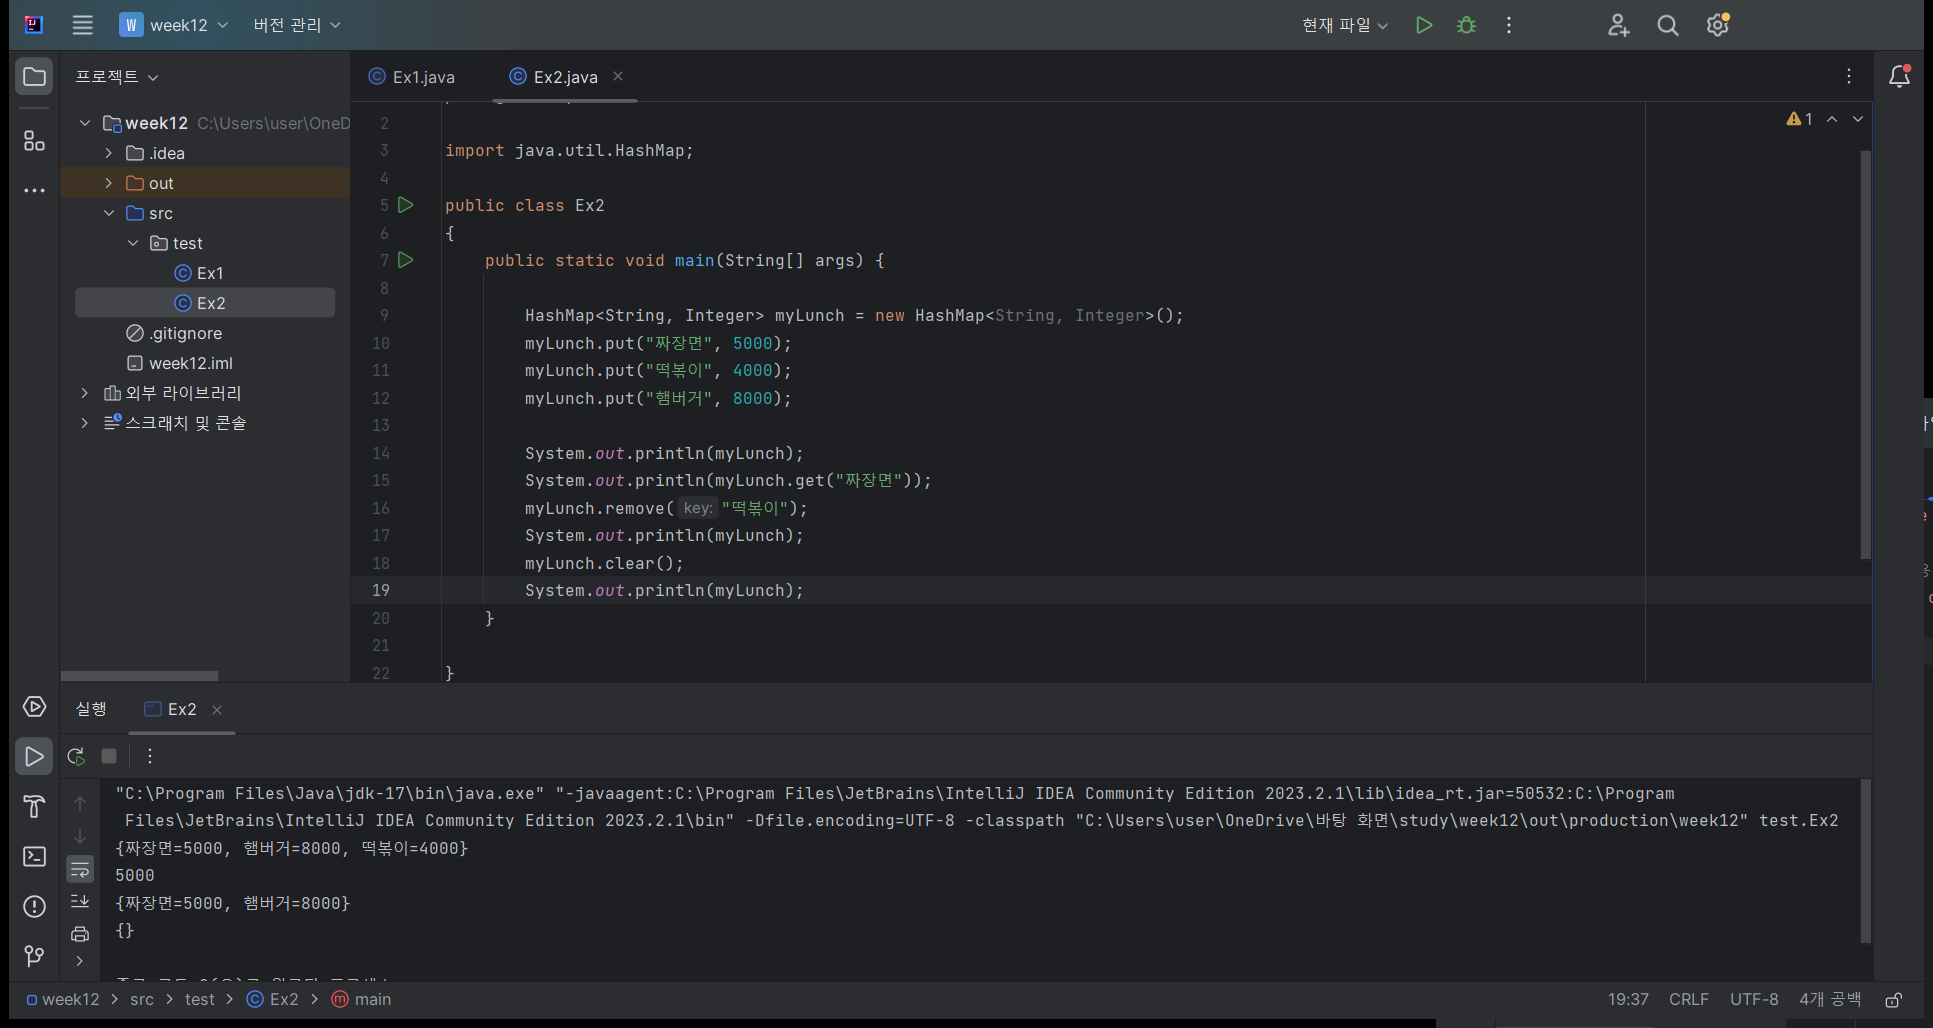 W week12 버전 관리 현재 파일
프로젝트
Ex1.java Ex2.java
week12 C:\Users\user\OneD
.idea
out
src
test
Ex1
Ex2
.gitignore
week12.iml
외부 라이브러리
스크래치 및 콘솔
1
2
3 import java.util.HashMap;
4
5 public class Ex2
6 {
7 public static void main(String[] args) {
8
9 HashMap<String, Integer> myLunch = new HashMap<String, Integer>();
10 myLunch.put("짜장면", 5000);
11 myLunch.put("떡볶이", 4000);
12 myLunch.put("햄버거", 8000);
13
14 System.out.println(myLunch);
15 System.out.println(myLunch.get("짜장면"));
16 myLunch.remove( key: "떡볶이");
17 System.out.println(myLunch);
18 myLunch.clear();
19 System.out.println(myLunch);
20 }
21
22 }
실행 Ex2
"C:\Program Files\Java\jdk-17\bin\java.exe" "-javaagent:C:\Program Files\JetBrains\IntelliJ IDEA Community Edition 2023.2.1\lib\idea_rt.jar=50532:C:\Program
Files\JetBrains\IntelliJ IDEA Community Edition 2023.2.1\bin" -Dfile.encoding=UTF-8 -classpath "C:\Users\user\OneDrive\바탕 화면\study\week12\out\production\week12" test.Ex2
{짜장면=5000, 햄버거=8000, 떡볶이=4000}
5000
{짜장면=5000, 햄버거=8000}
{}
week12 src test Ex2 main 19:37 CRLF UTF-8 4개 공백